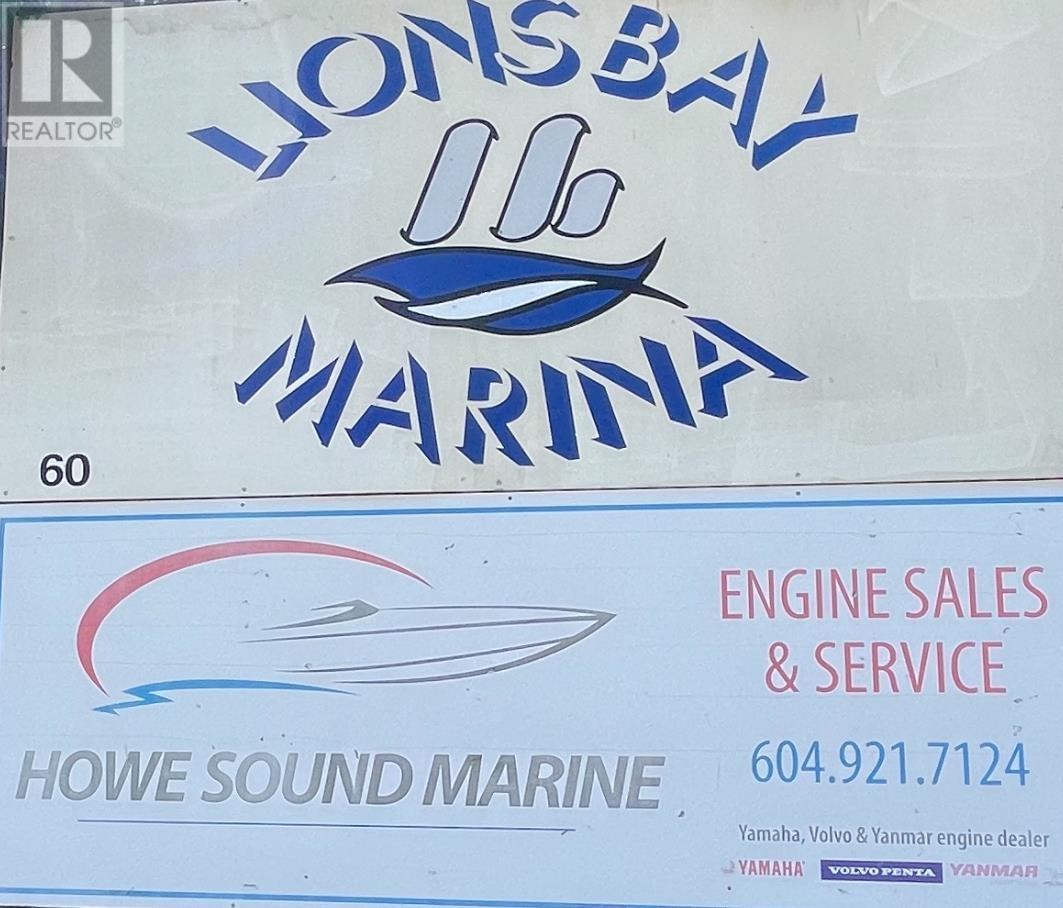 R
REALTOR®
LIONS BAY
MARINA
60
ENGINE SALES
& SERVICE
HOWE SOUND MARINE
604.921.7124
Yamaha, Volvo & Yanmar engine dealer
YAMAHA VOLVO PENTA YANMAR